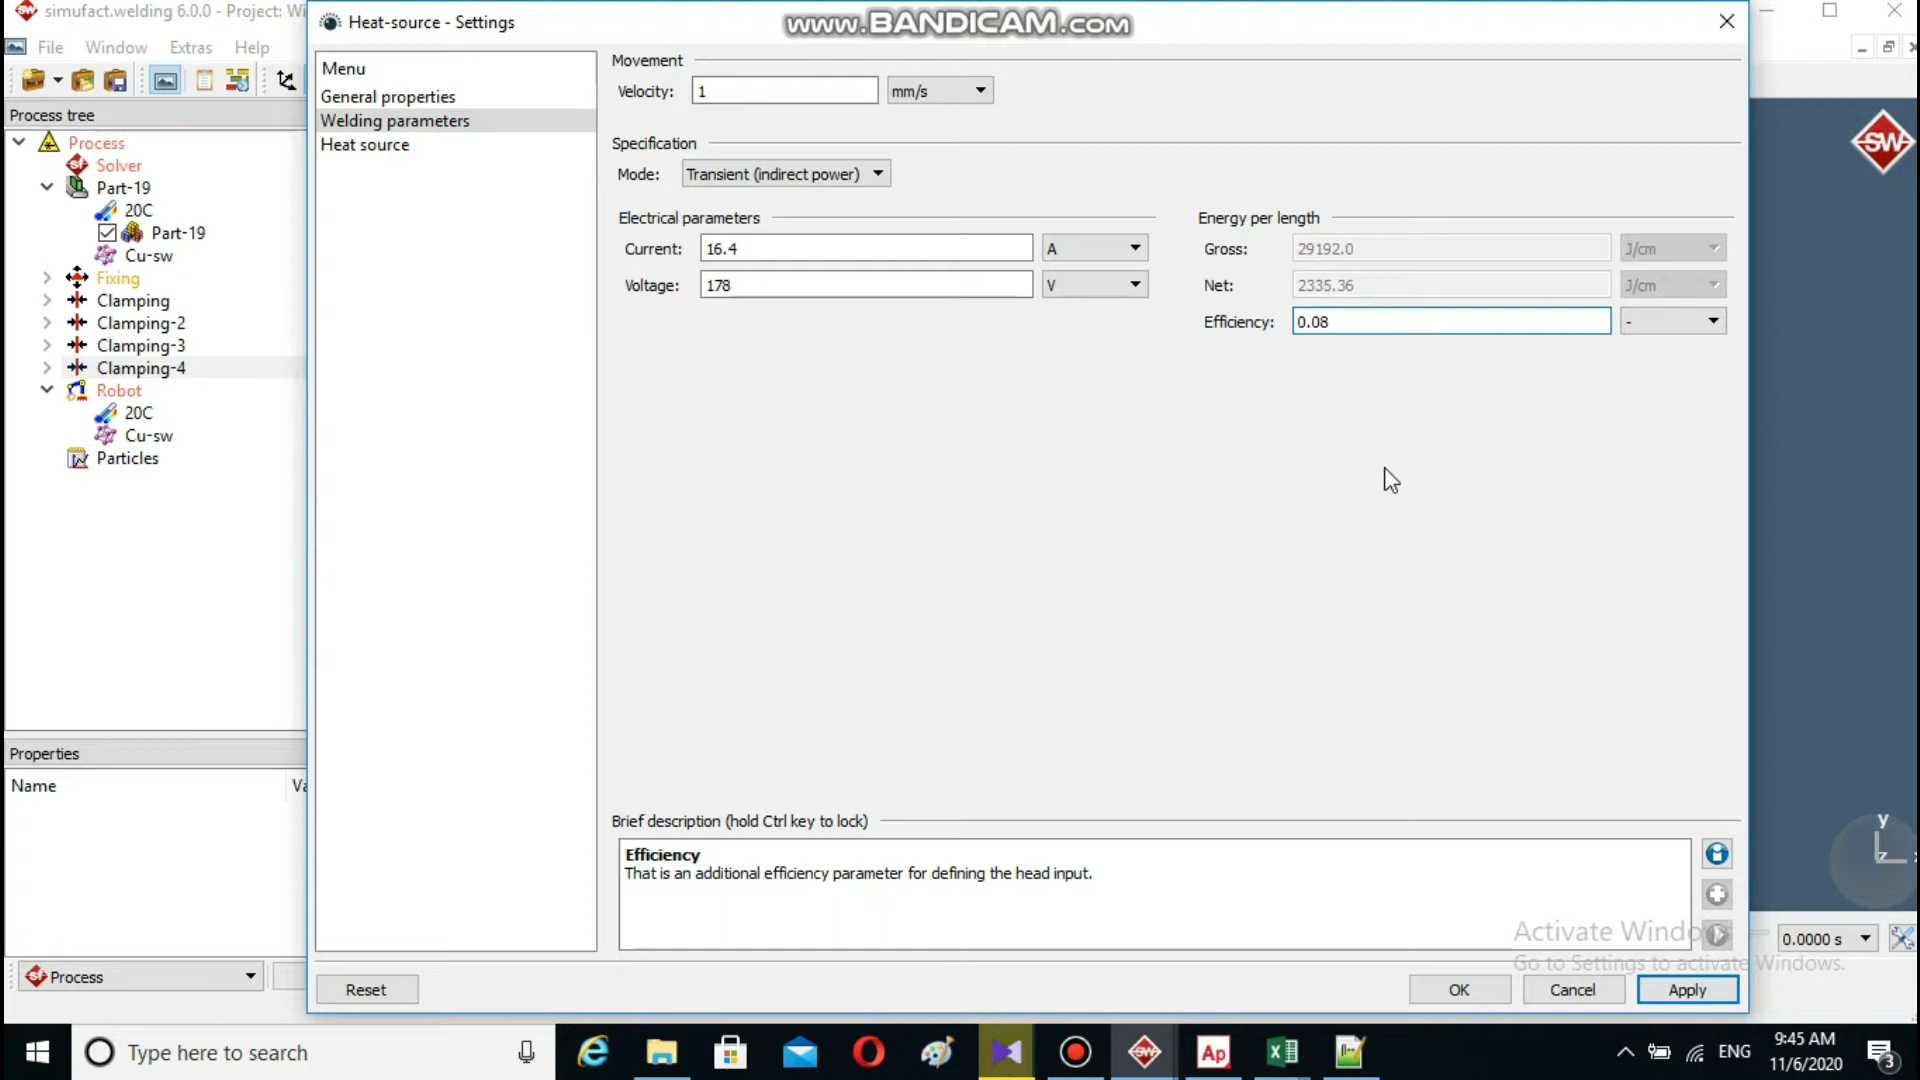 simufact.welding 6.0.0 - Project: Wi
Heat-source - Settings
www.BANDICAM.com
File Window Extras Help
Process tree
Process
Solver
Part-19
20C
Part-19
Cu-sw
Fixing
Clamping
Clamping-2
Clamping-3
Clamping-4
Robot
20C
Cu-sw
Particles
Properties
Name Va
Process
Menu
General properties
Welding parameters
Heat source
Movement
Velocity: 1 mm/s
Specification
Mode: Transient (indirect power)
Electrical parameters Energy per length
Current: 16.4 A Gross: 29192.0 J/cm
Voltage: 178 V Net: 2335.36 J/cm
Efficiency: 0.08 -
Brief description (hold Ctrl key to lock)
Efficiency
That is an additional efficiency parameter for defining the head input.
Activate Windo
Go to Settings to activate Windows.
Reset OK Cancel Apply
SW
y
z
0.0000 s
Type here to search
Ap
ENG
9:45 AM
11/6/2020
3